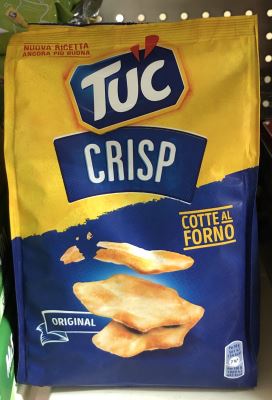 NUOVA RICETTA
ANCORA PIÙ BUONA
TUC
CRISP
COTTE AL
FORNO
ORIGINAL